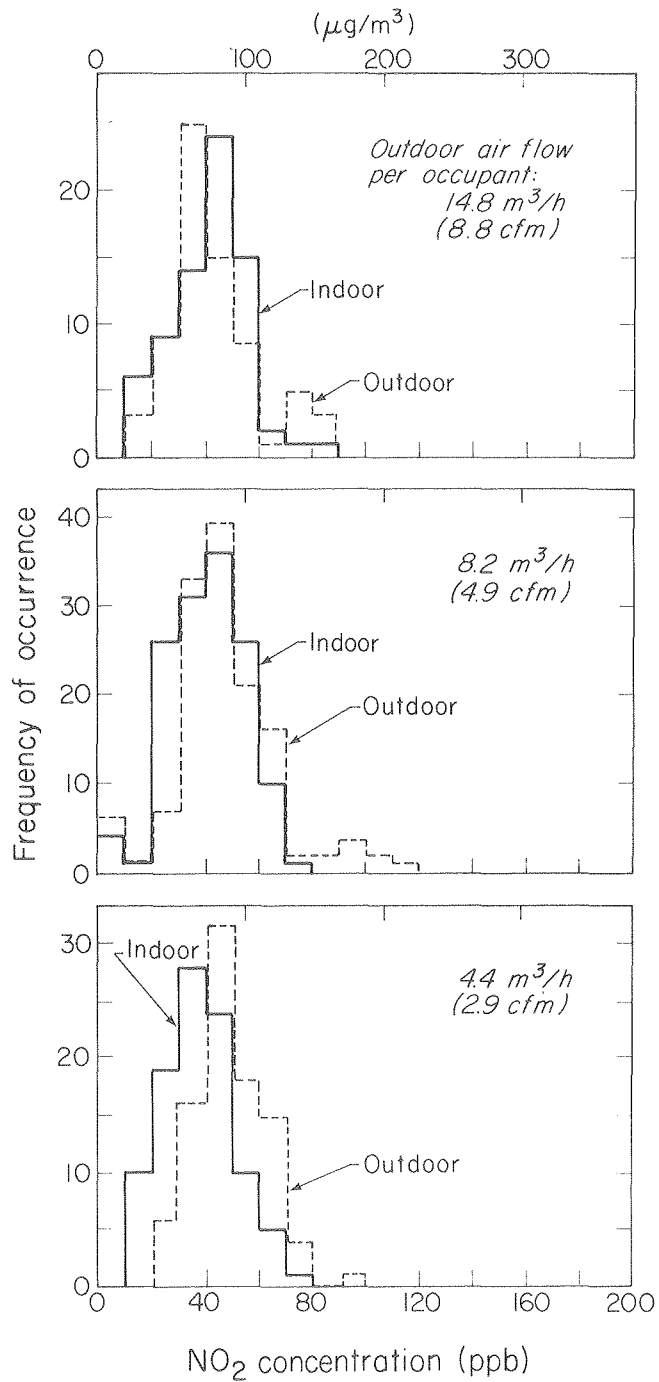 (μg/m³)
0 100 200 300
20
10
0
Outdoor air flow
per occupant:
14.8 m³/h
(8.8 cfm)
Indoor
Outdoor
Frequency of occurrence
40
30
20
10
0
8.2 m³/h
(4.9 cfm)
Indoor
Outdoor
30
20
10
0
Indoor
4.4 m³/h
(2.9 cfm)
Outdoor
0 40 80 120 160 200
NO₂ concentration (ppb)